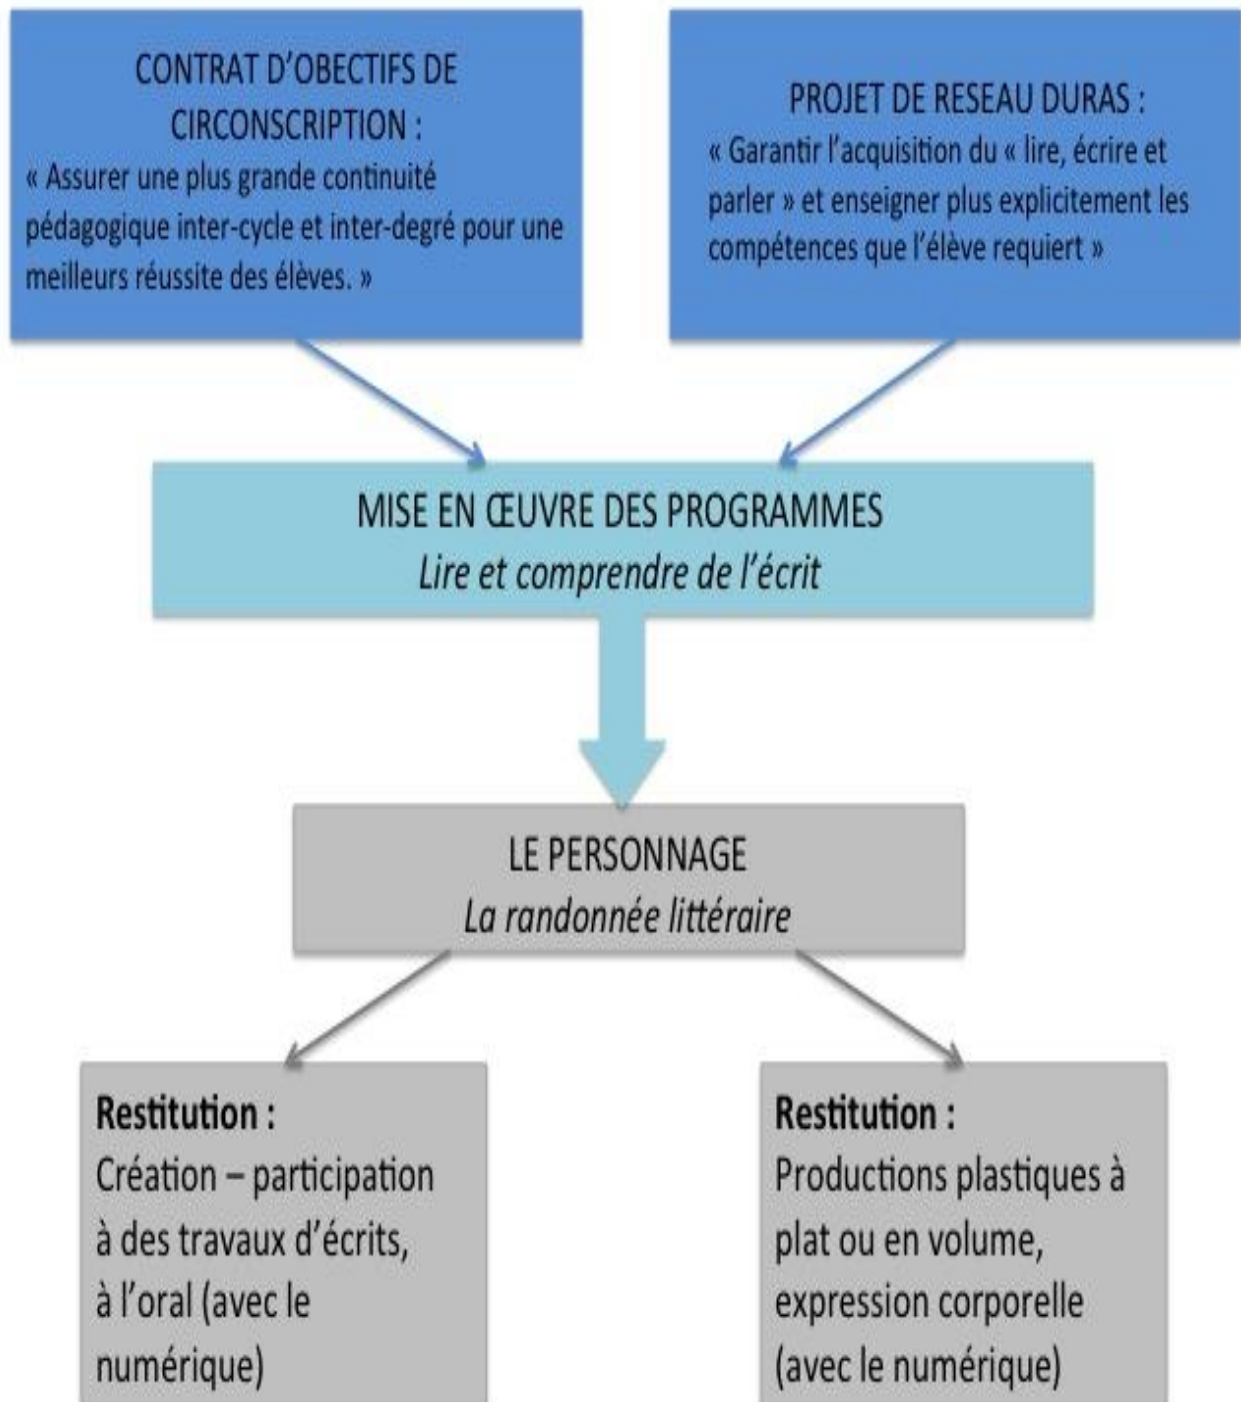 CONTRAT D'OBECTIFS DE
CIRCONSCRIPTION :
« Assurer une plus grande continuité
pédagogique inter-cycle et inter-degré pour une
meilleurs réussite des élèves. »
PROJET DE RESEAU DURAS :
« Garantir l'acquisition du « lire, écrire et
parler » et enseigner plus explicitement les
compétences que l'élève requiert »
MISE EN ŒUVRE DES PROGRAMMES
Lire et comprendre de l'écrit
LE PERSONNAGE
La randonnée littéraire
Restitution :
Création – participation
à des travaux d'écrits,
à l'oral (avec le
numérique)
Restitution :
Productions plastiques à
plat ou en volume,
expression corporelle
(avec le numérique)